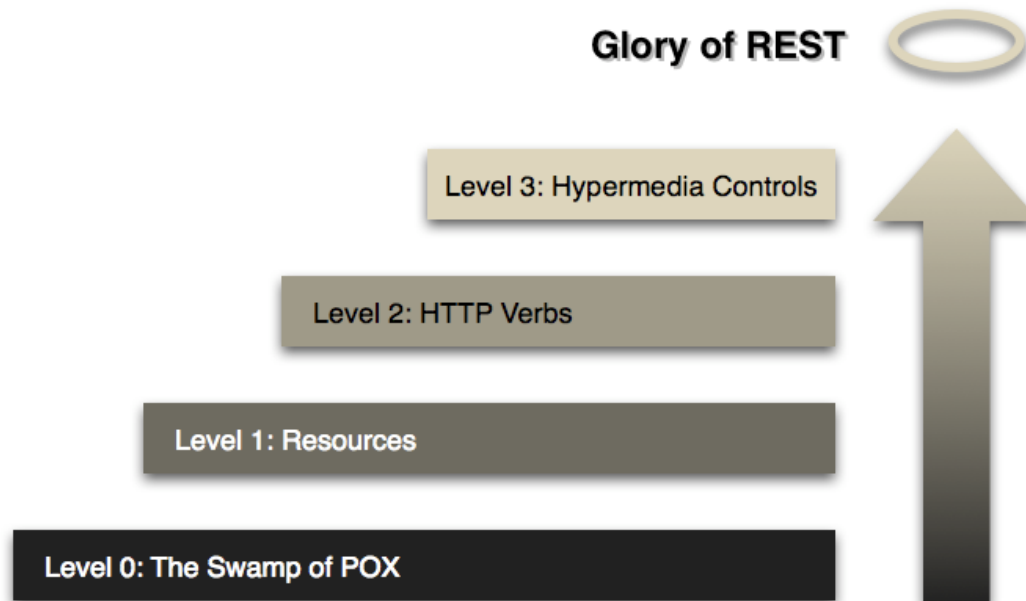 Glory of REST
Level 3: Hypermedia Controls
Level 2: HTTP Verbs
Level 1: Resources
Level 0: The Swamp of POX